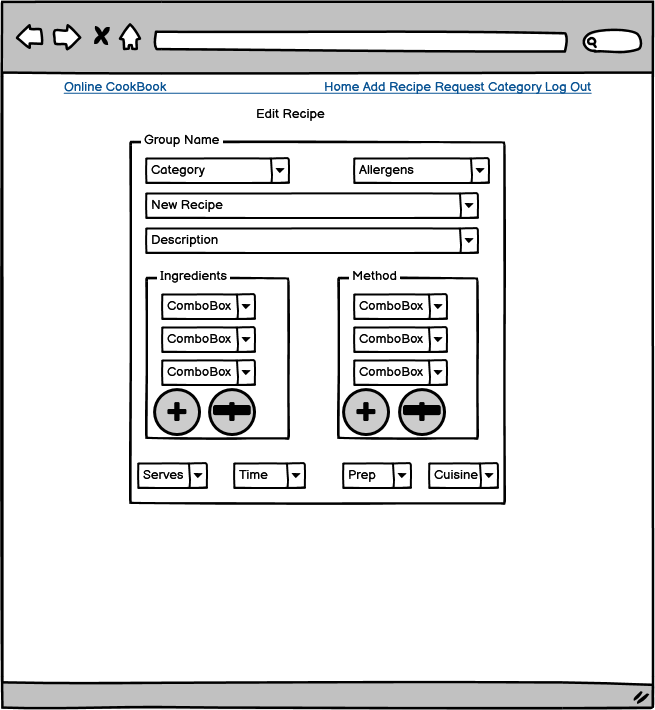 Online CookBook Home Add Recipe Request Category Log Out
Edit Recipe
Group Name
Category Allergens
New Recipe
Description
Ingredients Method
ComboBox ComboBox
ComboBox ComboBox
ComboBox ComboBox
Serves Time Prep Cuisine